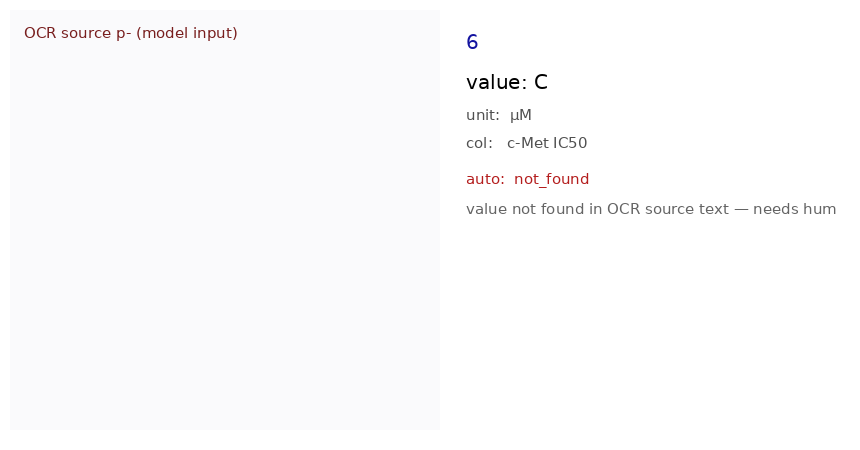 OCR source p- (model input)
6
value: C
unit:  µM
col:   c-Met IC50
auto:  not_found
value not found in OCR source text — needs hum